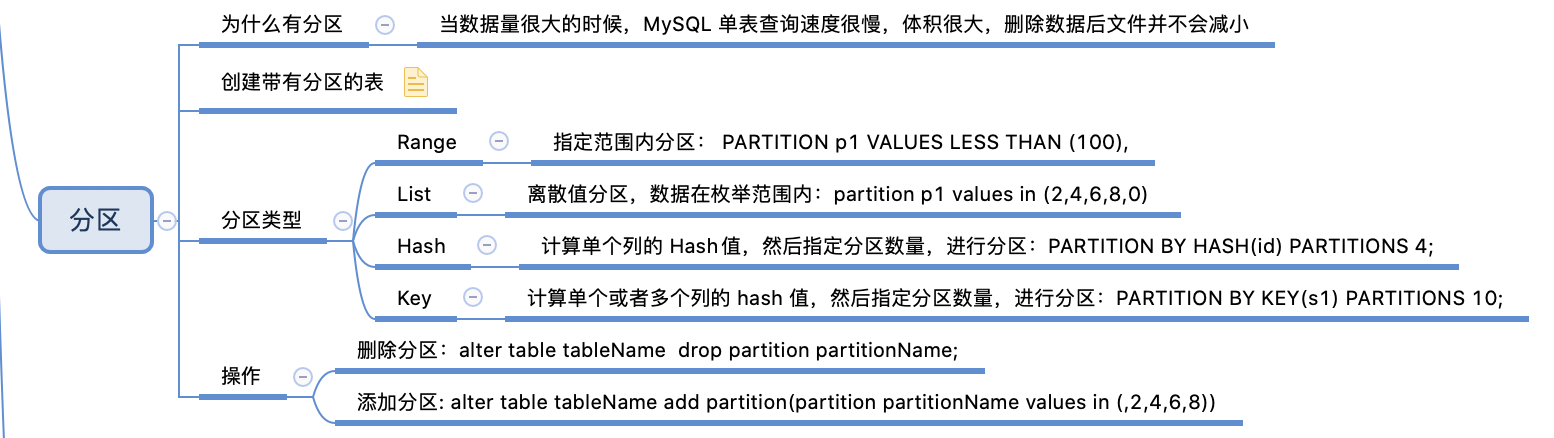 分区
为什么有分区
当数据量很大的时候，MySQL 单表查询速度很慢，体积很大，删除数据后文件并不会减小
创建带有分区的表
分区类型
Range
指定范围内分区： PARTITION p1 VALUES LESS THAN (100),
List
离散值分区，数据在枚举范围内：partition p1 values in (2,4,6,8,0)
Hash
计算单个列的 Hash值，然后指定分区数量，进行分区：PARTITION BY HASH(id) PARTITIONS 4;
Key
计算单个或者多个列的 hash 值，然后指定分区数量，进行分区：PARTITION BY KEY(s1) PARTITIONS 10;
操作
删除分区：alter table tableName  drop partition partitionName;
添加分区: alter table tableName add partition(partition partitionName values in (,2,4,6,8))